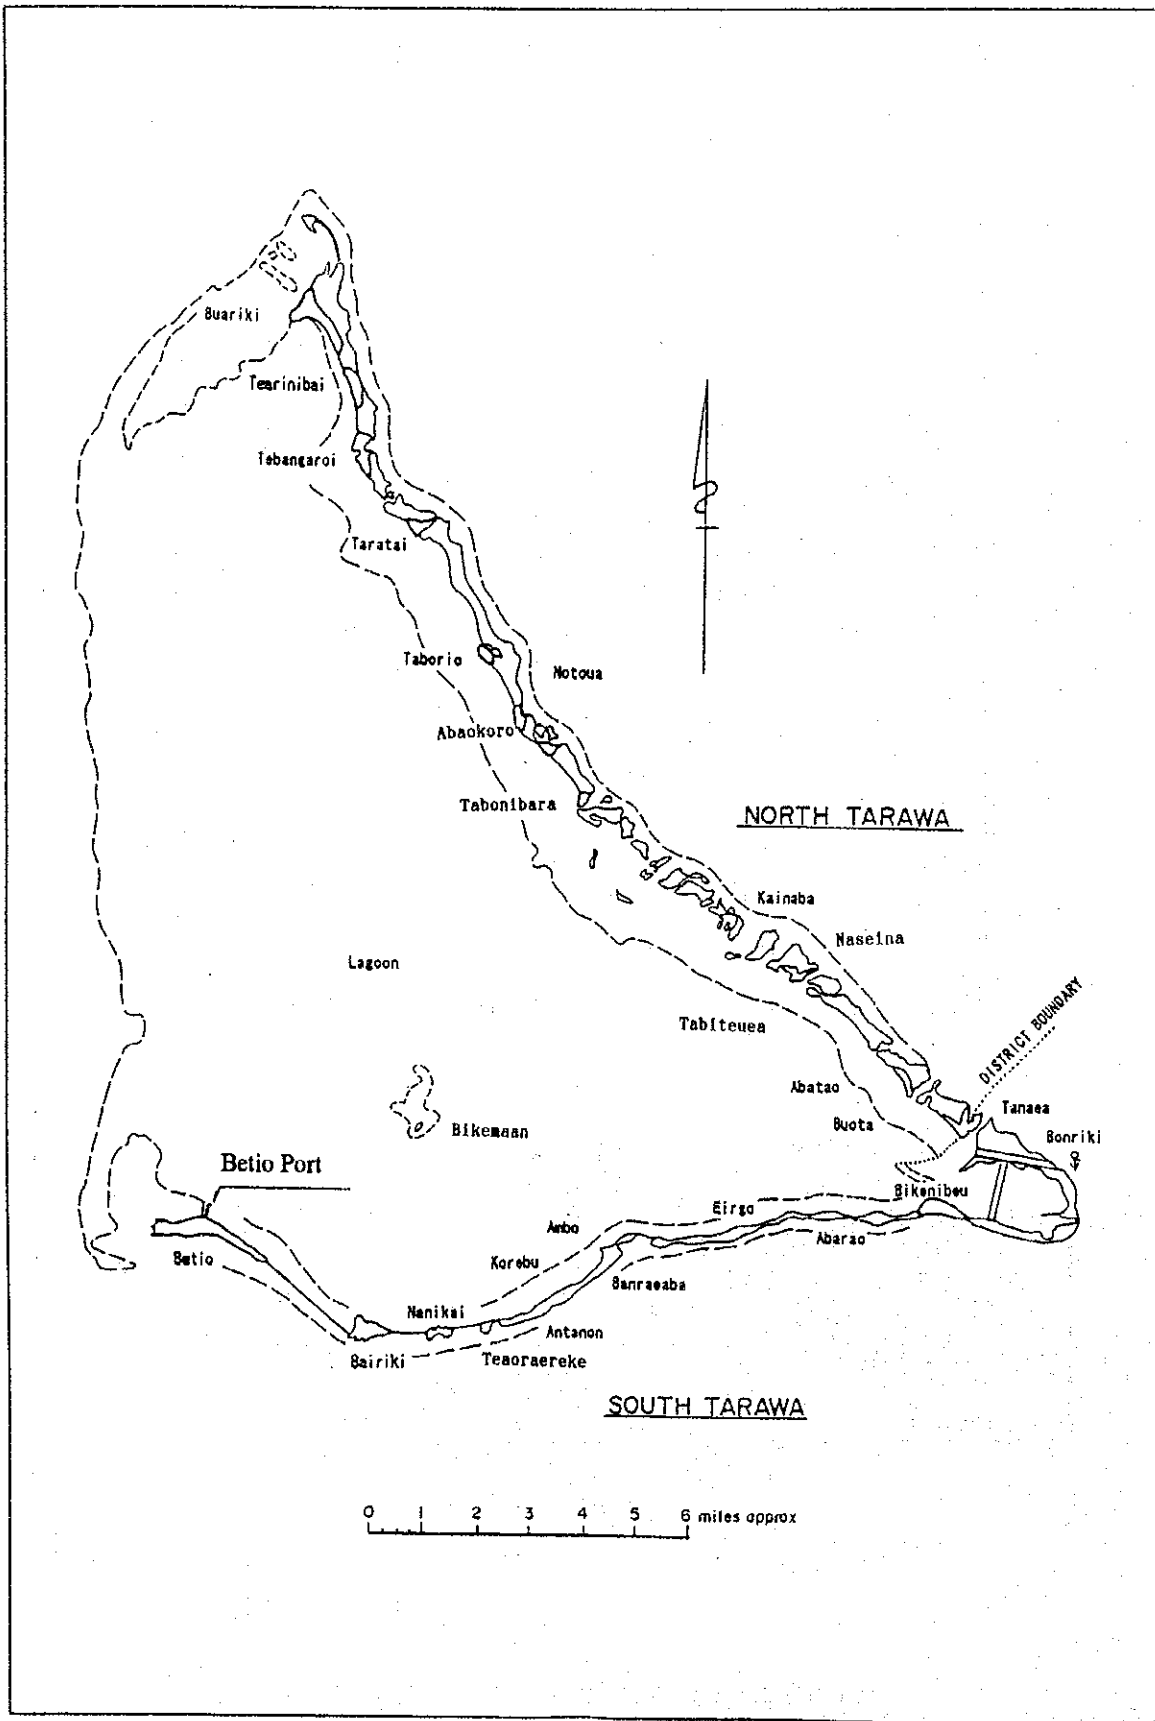 Buariki
Tearinibai
Tebangaroi
Taratai
Taborio
Notoua
Abaokoro
Tabonibara
NORTH TARAWA
Kainaba
Naseina
Lagoon
Tabiteuea
DISTRICT BOUNDARY
Abatao
Tanaea
Buota
Bonriki
Bikemaan
Betio Port
Bikenibeu
Eirgo
Ambo
Abarao
Betio
Korobu
Banraeaba
Nanikai
Antanon
Bairiki
Teaoraereke
SOUTH TARAWA
0 1 2 3 4 5 6 miles approx